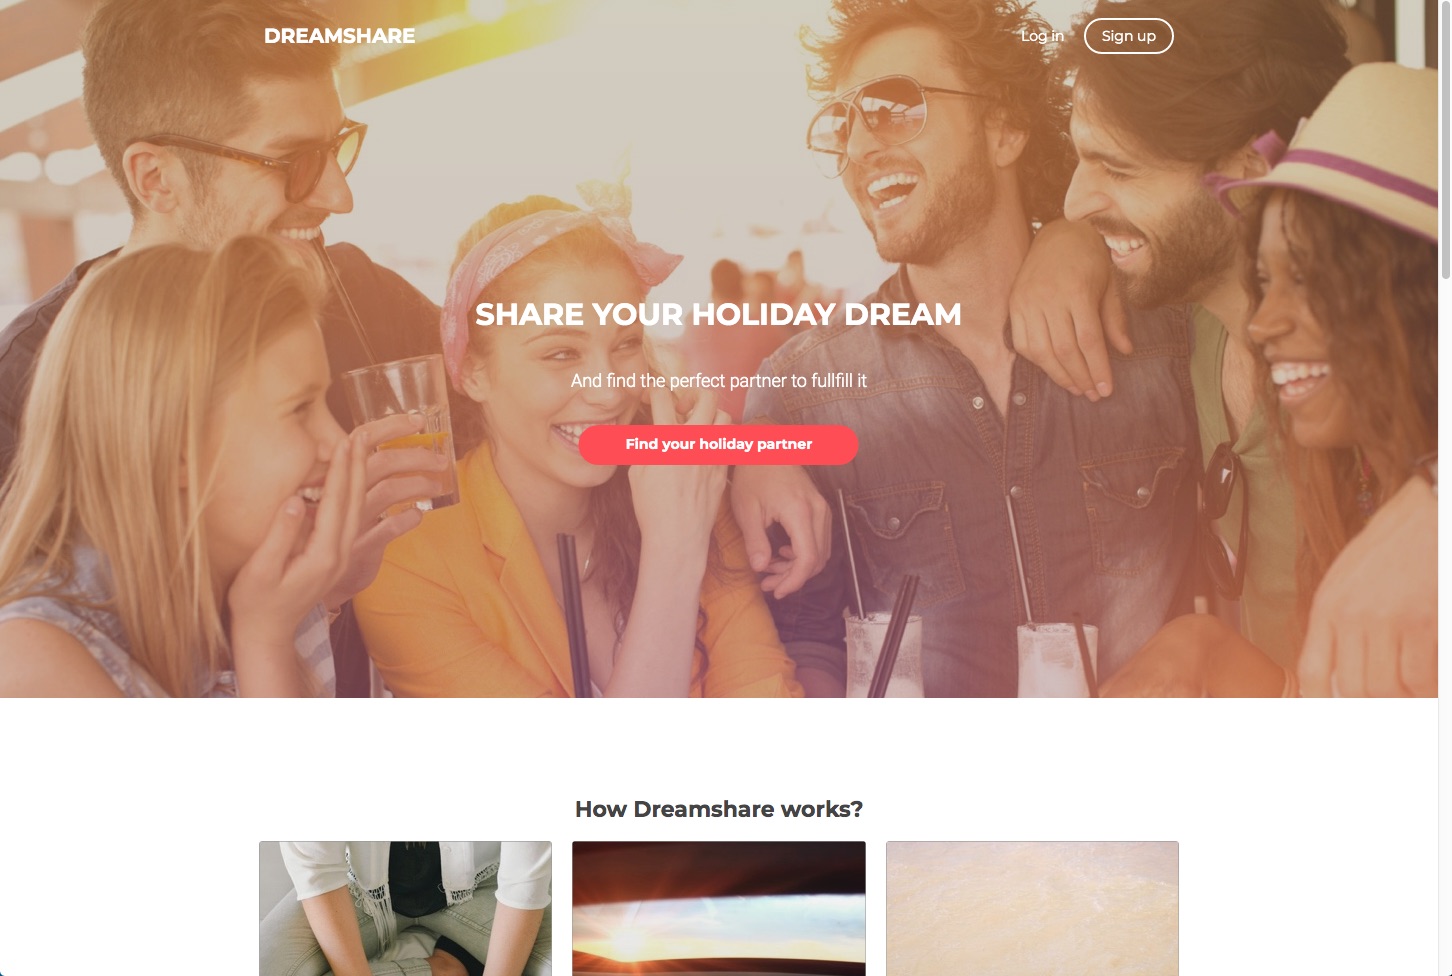 DREAMSHARE
Log in
Sign up
SHARE YOUR HOLIDAY DREAM
And find the perfect partner to fullfill it
Find your holiday partner
How Dreamshare works?